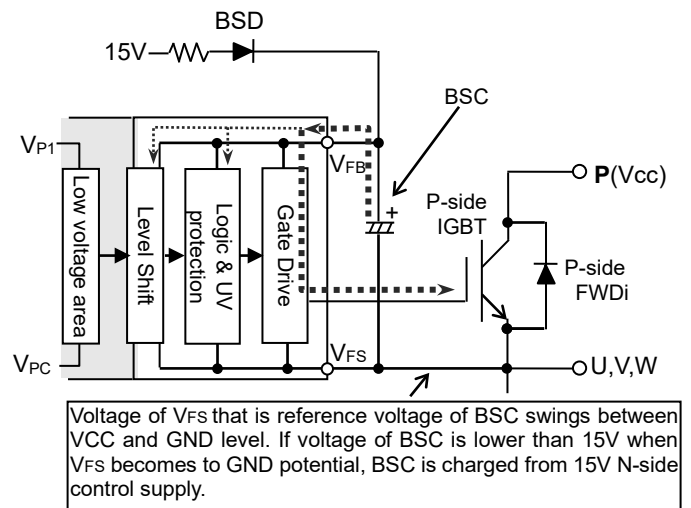 BSD
15V
BSC
VP1
VFB
P(Vcc)
Low voltage area
Level Shift
Logic & UV protection
Gate Drive
+
P-side
IGBT
P-side
FWDi
VPC
VFS
U,V,W
Voltage of VFS that is reference voltage of BSC swings between
VCC and GND level. If voltage of BSC is lower than 15V when
VFS becomes to GND potential, BSC is charged from 15V N-side
control supply.